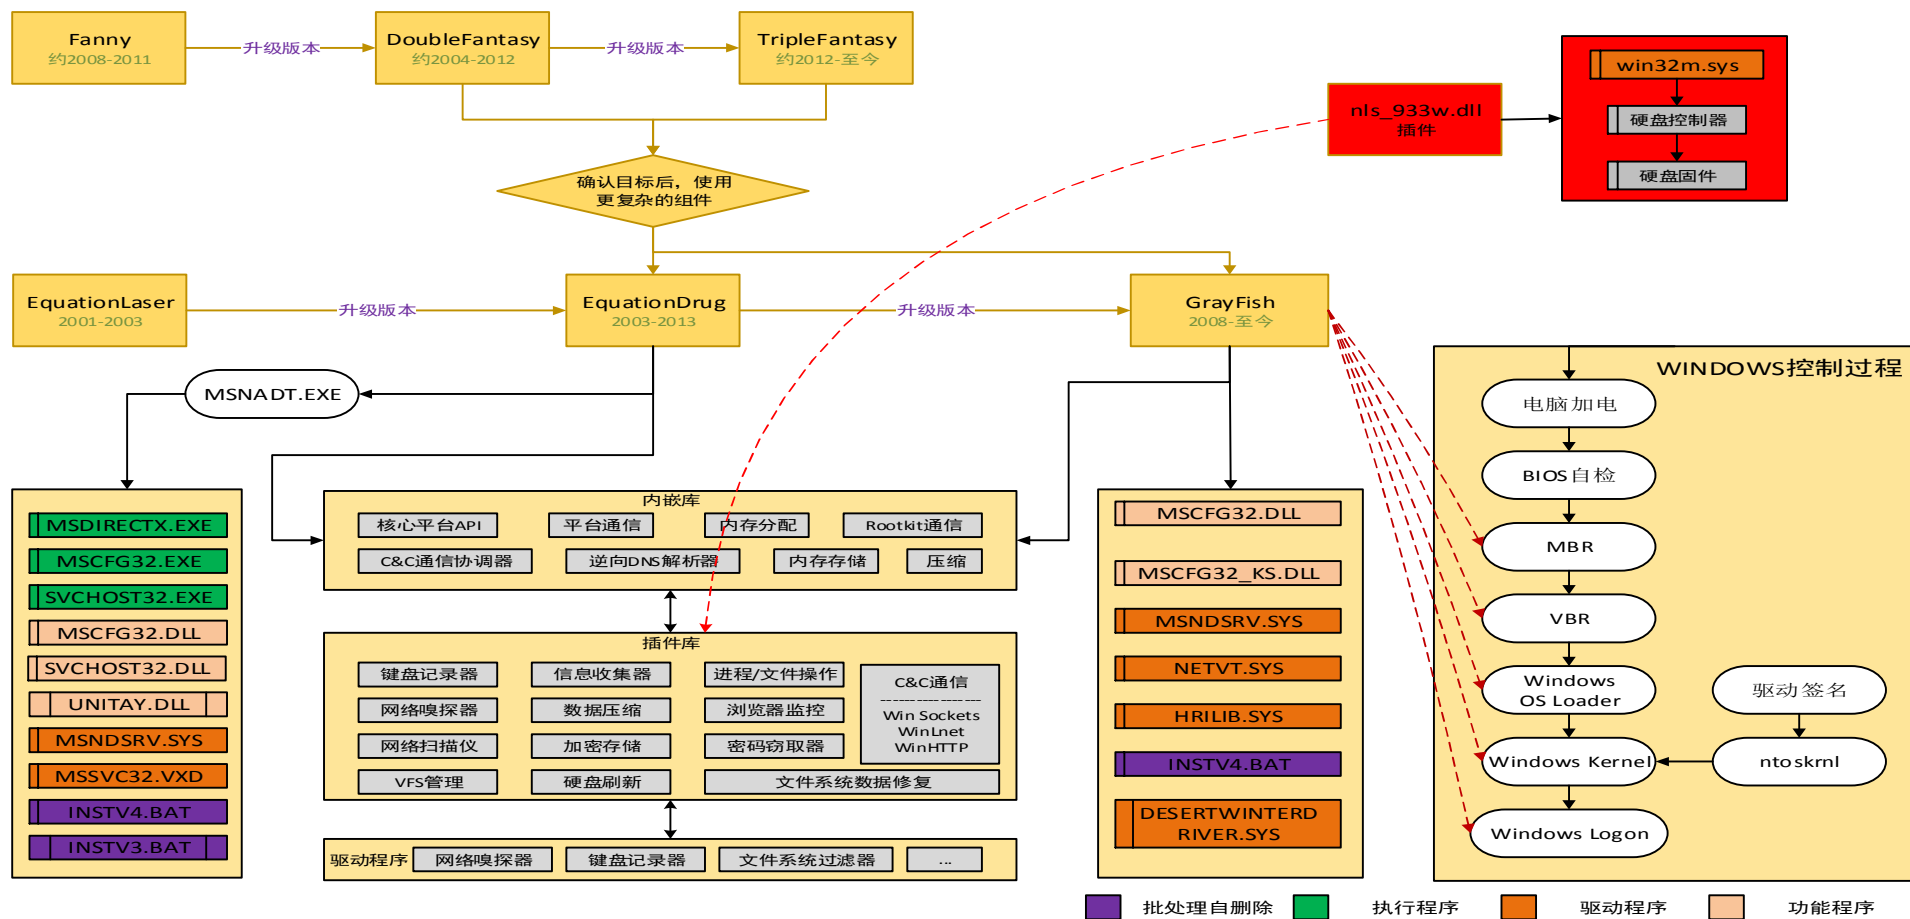 Fanny
约2008-2011
升级版本
DoubleFantasy
约2004-2012
升级版本
TripleFantasy
约2012-至今
nls_933w.dll
插件
win32m.sys
硬盘控制器
硬盘固件
确认目标后，使用
更复杂的组件
EquationLaser
2001-2003
升级版本
EquationDrug
2003-2013
升级版本
GrayFish
2008-至今
MSNADT.EXE
MSDIRECTX.EXE
MSCFG32.EXE
SVCHOST32.EXE
MSCFG32.DLL
SVCHOST32.DLL
UNITAY.DLL
MSNDSRV.SYS
MSSVC32.VXD
INSTV4.BAT
INSTV3.BAT
内嵌库
核心平台API
平台通信
内存分配
Rootkit通信
C&C通信协调器
逆向DNS解析器
内存存储
压缩
插件库
键盘记录器
信息收集器
进程/文件操作
网络嗅探器
数据压缩
浏览器监控
网络扫描仪
加密存储
密码窃取器
VFS管理
硬盘刷新
文件系统数据修复
C&C通信
-----------------
Win Sockets
WinLnet
WinHTTP
驱动程序
网络嗅探器
键盘记录器
文件系统过滤器
...
MSCFG32.DLL
MSCFG32_KS.DLL
MSNDSRV.SYS
NETVT.SYS
HRILIB.SYS
INSTV4.BAT
DESERTWINTERD
RIVER.SYS
WINDOWS控制过程
电脑加电
BIOS自检
MBR
VBR
Windows
OS Loader
驱动签名
Windows Kernel
ntoskrnl
Windows Logon
批处理自删除
执行程序
驱动程序
功能程序